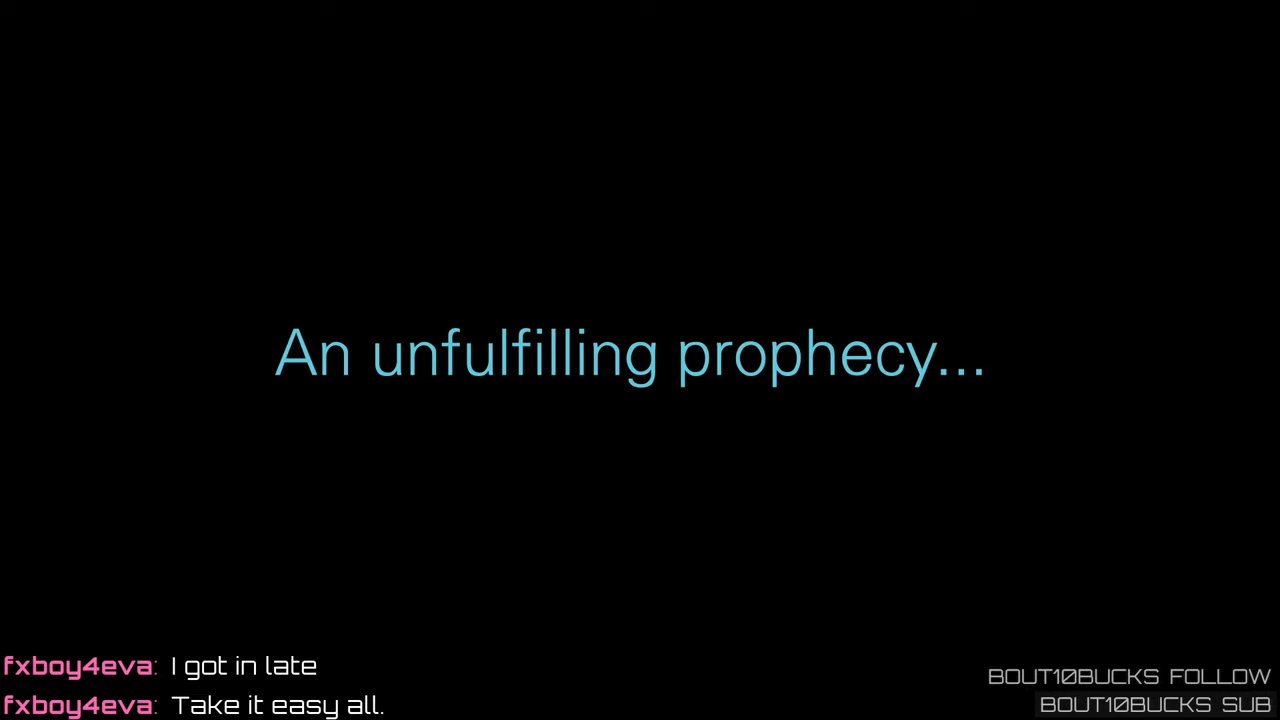 An unfulfilling prophecy...
fxboy4eva: I got in late
fxboy4eva: Take it easy all.
BOUT10BUCKS FOLLOW
BOUT10BUCKS SUB